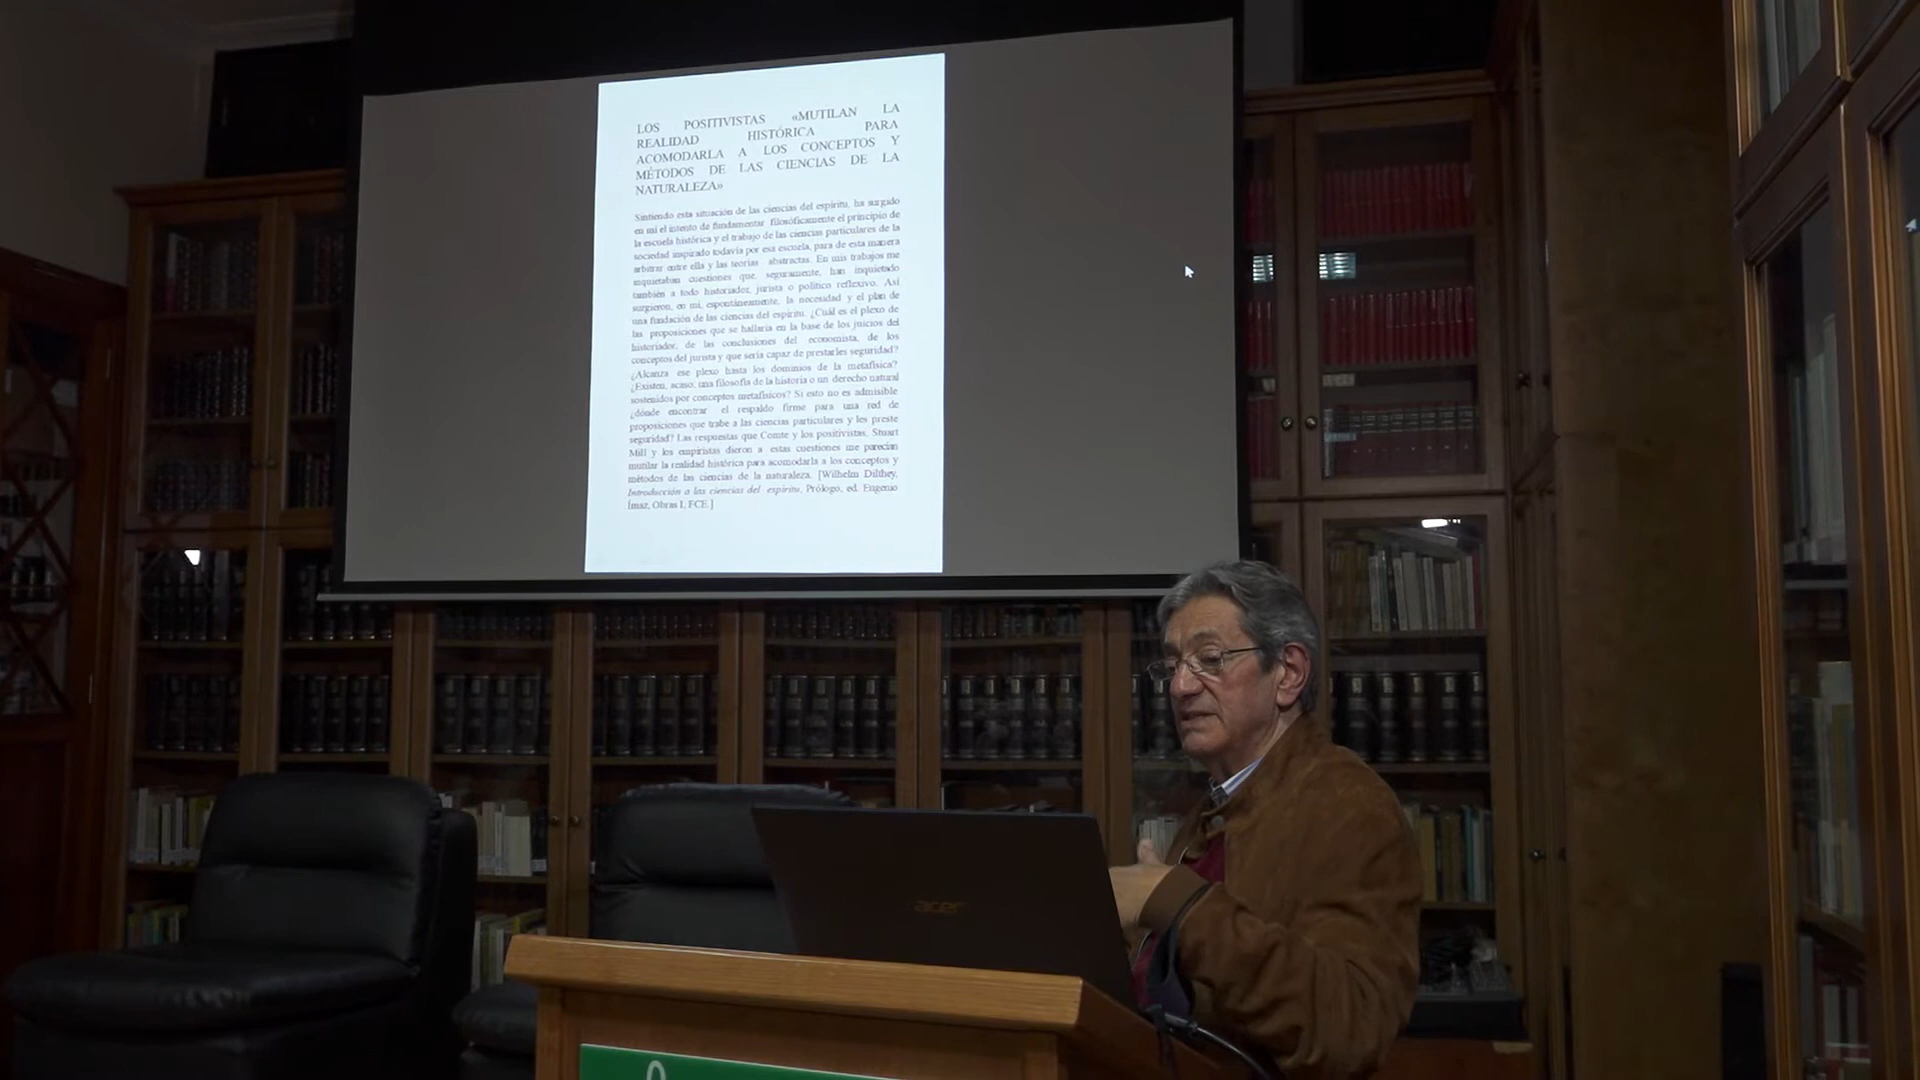 LOS POSITIVISTAS «MUTILAN LA
REALIDAD HISTÓRICA PARA
ACOMODARLA A LOS CONCEPTOS Y
MÉTODOS DE LAS CIENCIAS DE LA
NATURALEZA»
Sintiendo esta situación de las ciencias del espíritu, ha surgido
en mí el intento de fundamentar filosóficamente el principio de
la escuela histórica y el trabajo de las ciencias particulares de la
sociedad inspirado todavía por esa escuela, para de esta manera
arbitrar entre ella y las teorías abstractas. En mis trabajos me
inquietaban cuestiones que, seguramente, han inquietado
también a todo historiador, jurista o político reflexivo. Así
surgieron, en mí, espontáneamente, la necesidad y el plan de
una fundación de las ciencias del espíritu. ¿Cuál es el plexo de
las proposiciones que se hallaría en la base de los juicios del
historiador, de las conclusiones del economista, de los
conceptos del jurista y que sería capaz de prestarles seguridad?
¿Alcanza ese plexo hasta los dominios de la metafísica?
¿Existen, acaso, una filosofía de la historia o un derecho natural
sostenidos por conceptos metafísicos? Si esto no es admisible
¿dónde encontrar el respaldo firme para una red de
proposiciones que trabe a las ciencias particulares y les preste
seguridad? Las respuestas que Comte y los positivistas, Stuart
Mill y los empiristas dieron a estas cuestiones me parecían
mutilar la realidad histórica para acomodarla a los conceptos y
métodos de las ciencias de la naturaleza. [Wilhelm Dilthey,
Introducción a las ciencias del espíritu, Prólogo, ed. Eugenio
Ímaz, Obras I, FCE.]
acer